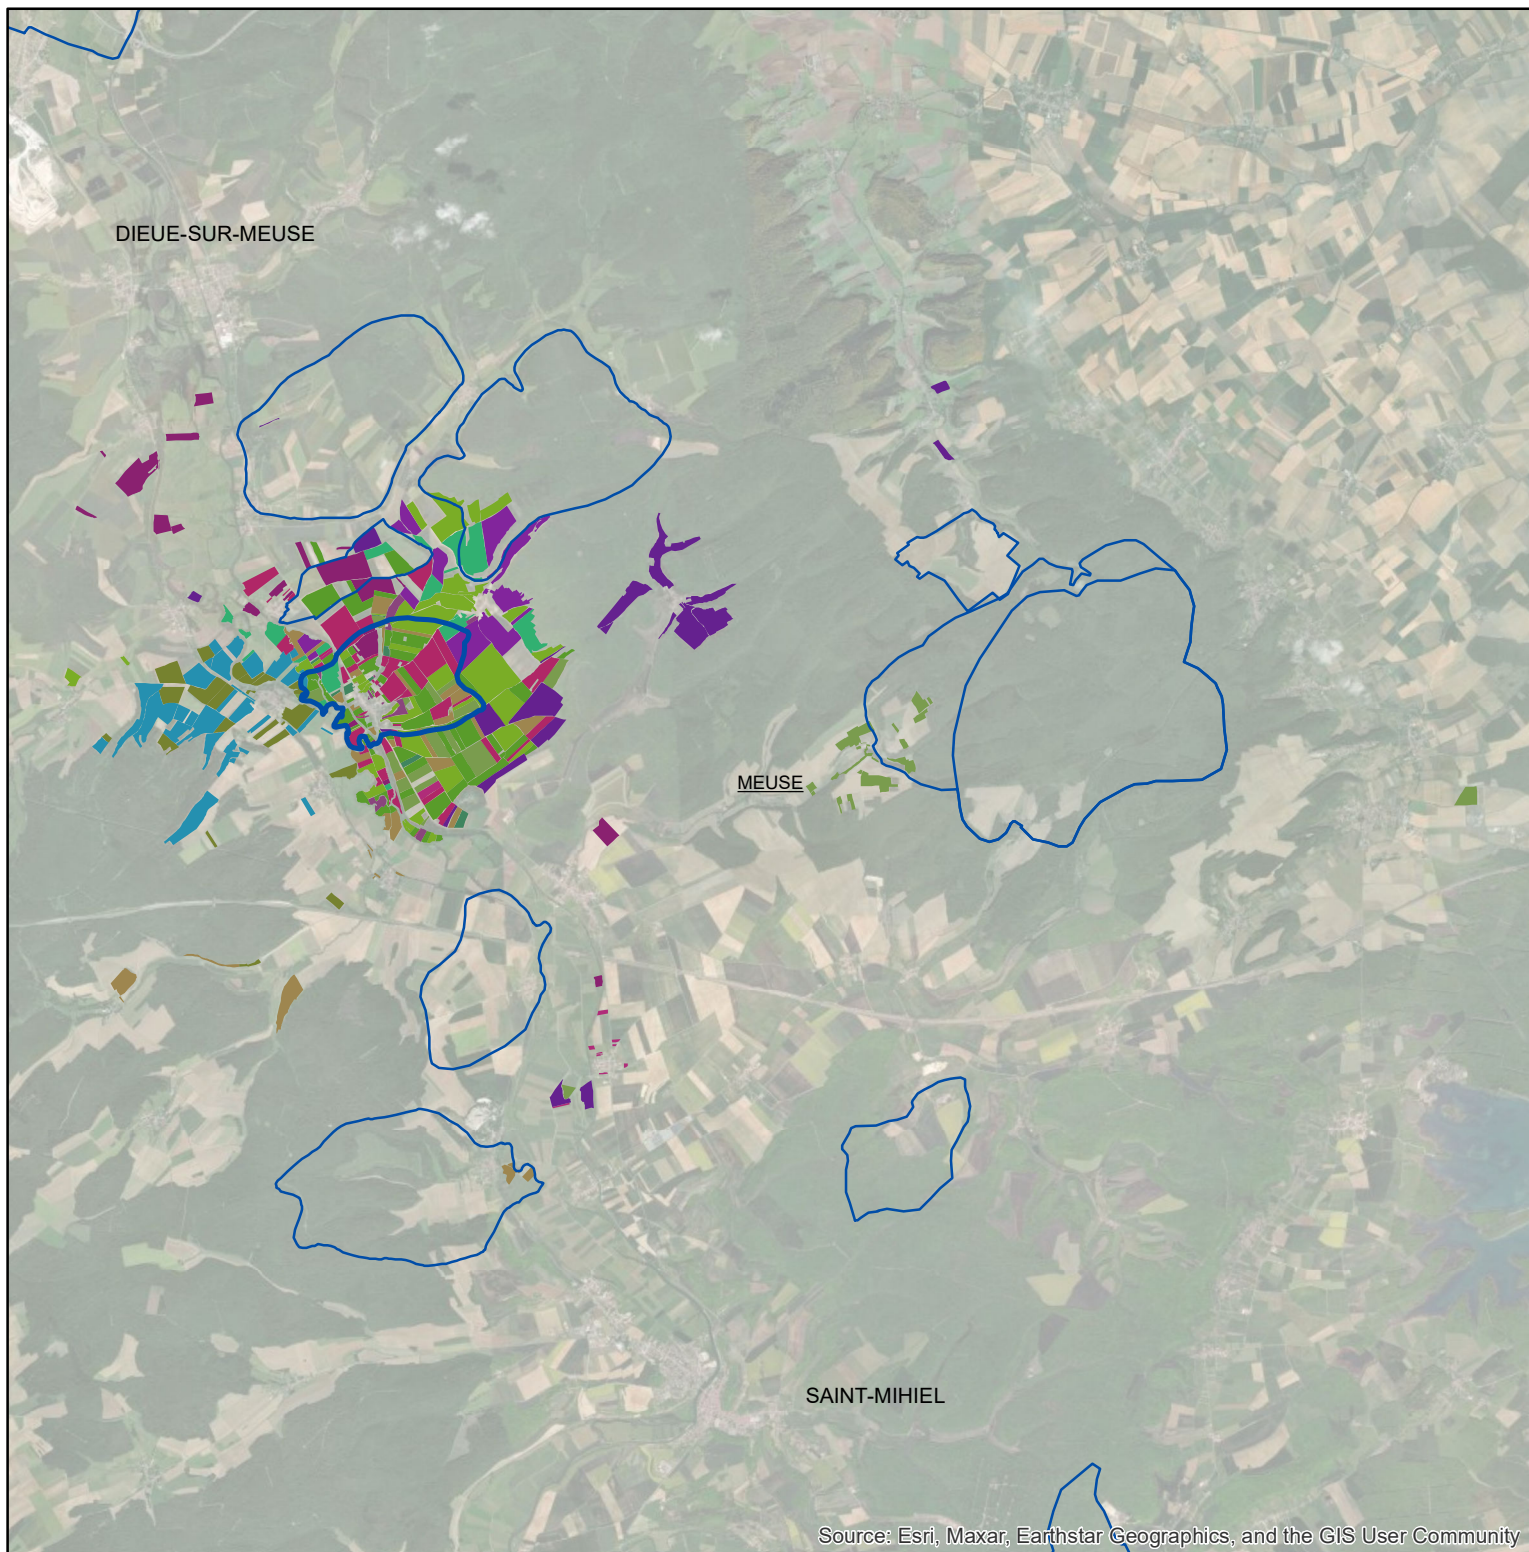 DIEUE-SUR-MEUSE
MEUSE
SAINT-MIHIEL
Source: Esri, Maxar, Earthstar Geographics, and the GIS User Community